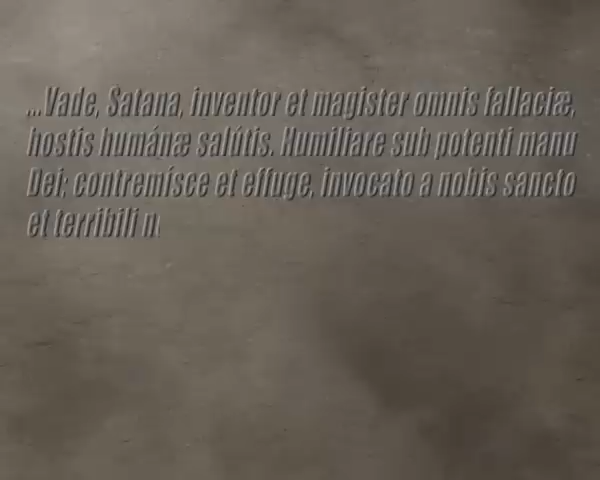 ...Vade, Satana, inventor et magister omnis fallaciæ,
hostis humánæ salútis. Humiliare sub potenti manu
Dei; contremísce et effuge, invocato a nobis sancto
et terribili n